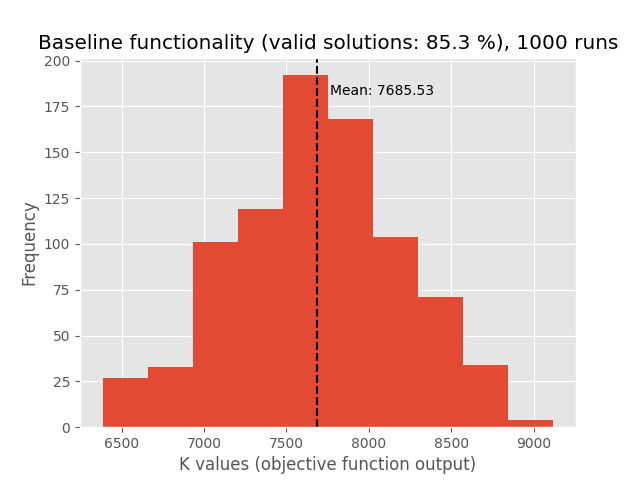 Baseline functionality (valid solutions: 85.3 %), 1000 runs
200
175
150
125
100
75
50
25
0
Frequency
Mean: 7685.53
6500 7000 7500 8000 8500 9000
K values (objective function output)